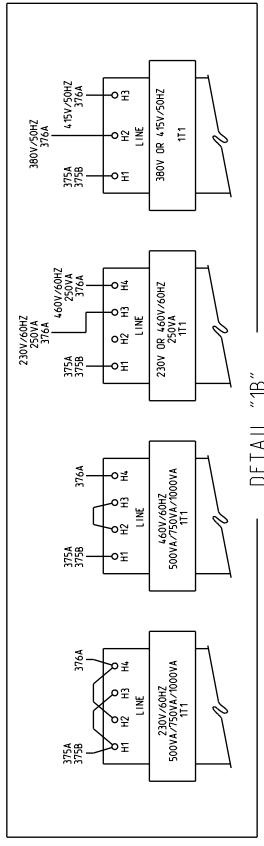 375A
375B
376A
H1 H2 H3 H4
LINE
230V/60HZ
500VA/750VA/1000VA
1T1
375A
375B
376A
H1 H2 H3 H4
LINE
460V/60HZ
500VA/750VA/1000VA
1T1
230V/60HZ
250VA
376A
375A
375B
460V/60HZ
250VA
376A
H1 H2 H3 H4
LINE
230V OR 460V/60HZ
250VA
1T1
380V/50HZ
376A
375A
375B
415V/50HZ
376A
H1 H2 H3
LINE
380V OR 415V/50HZ
1T1
DETAIL "1B"